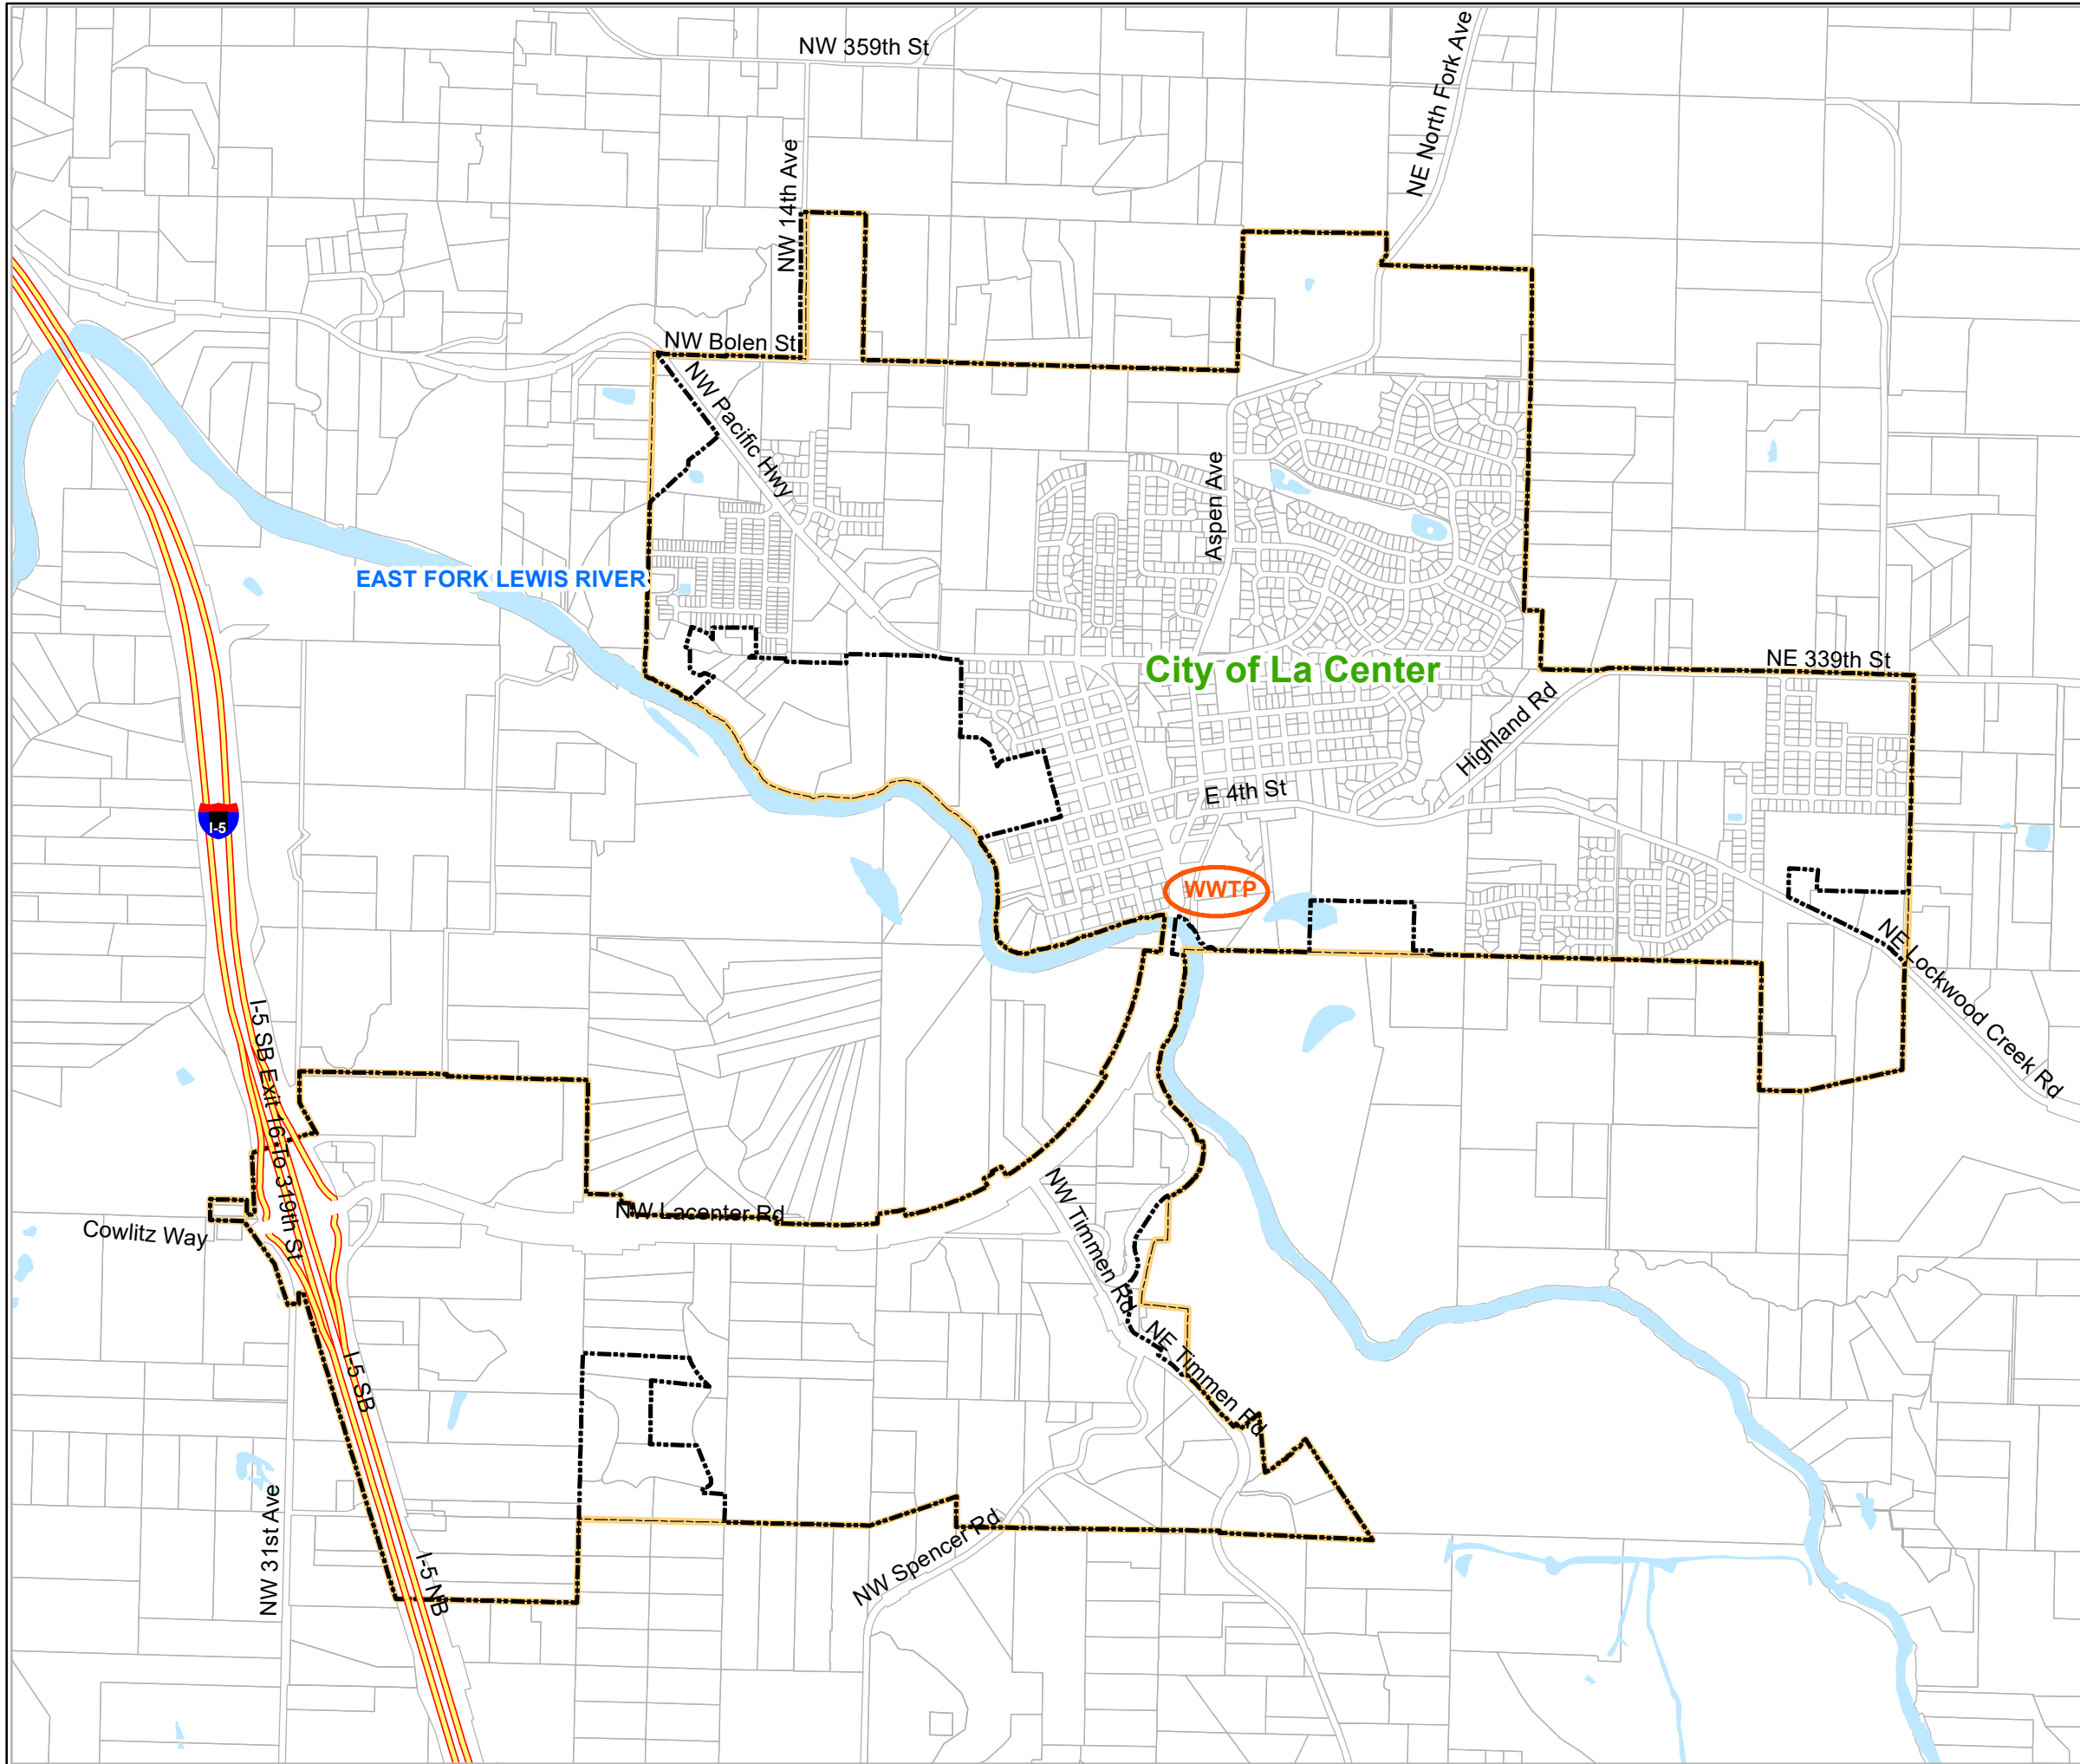 NW 359th St
NE North Fork Ave
NW 14th Ave
NW Bolen St
NW Pacific Hwy
Aspen Ave
EAST FORK LEWIS RIVER
City of La Center
NE 339th St
Highland Rd
E 4th St
I-5
WWTP
NE Lockwood Creek Rd
I-5 SB Exit 16 To 319th St
NW Lacenter Rd
NW Timmen Rd
Cowlitz Way
NE Timmen Rd
I-5 SB
NW 31st Ave
I-5 NB
NW Spencer Rd